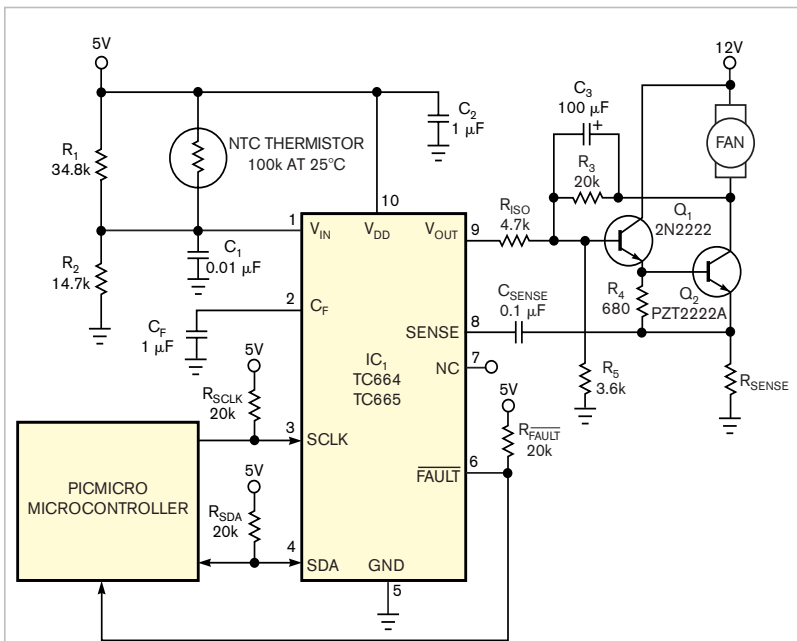 5V
12V
C3
100 µF
C2
1 µF
FAN
R1
34.8k
NTC THERMISTOR
100k AT 25°C
R3
20k
RISO
4.7k
Q1
2N2222
10
1
VIN
VDD
VOUT
9
C1
0.01 µF
R2
14.7k
2
CF
CF
1 µF
CSENSE
0.1 µF
R4
680
Q2
PZT2222A
SENSE
8
IC1
TC664
TC665
NC
7
5V
RSCLK
20k
R5
3.6k
RSENSE
5V
RFAULT
20k
3
SCLK
6
FAULT
PICMICRO
MICROCONTROLLER
5V
RSDA
20k
4
SDA
GND
5